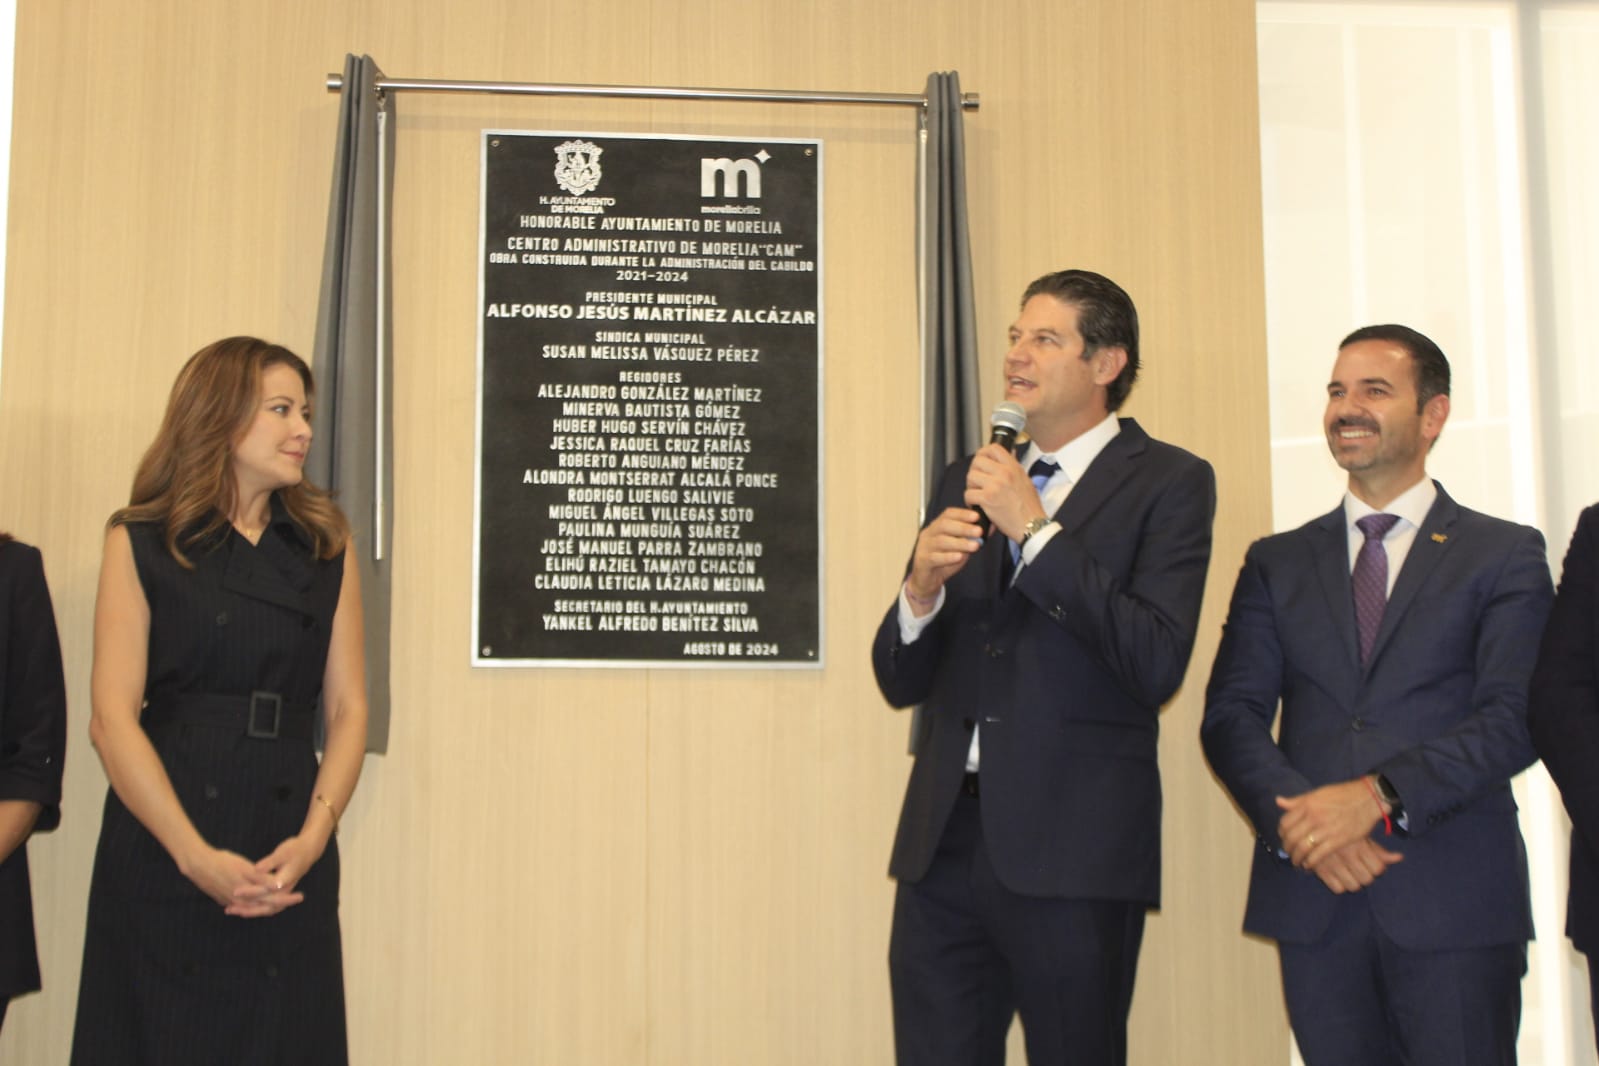 H. AYUNTAMIENTO
DE MORELIA
m
moreliabrilla
HONORABLE AYUNTAMIENTO DE MORELIA
CENTRO ADMINISTRATIVO DE MORELIA "CAM"
OBRA CONSTRUIDA DURANTE LA ADMINISTRACIÓN DEL CABILDO
2021-2024
PRESIDENTE MUNICIPAL
ALFONSO JESÚS MARTÍNEZ ALCÁZAR
SINDICA MUNICIPAL
SUSAN MELISSA VÁSQUEZ PÉREZ
REGIDORES
ALEJANDRO GONZÁLEZ MARTÍNEZ
MINERVA BAUTISTA GÓMEZ
HUBER HUGO SERVÍN CHÁVEZ
JESSICA RAQUEL CRUZ FARÍAS
ROBERTO ANGUIANO MÉNDEZ
ALONDRA MONTSERRAT ALCALÁ PONCE
RODRIGO LUENGO SALIVIE
MIGUEL ÁNGEL VILLEGAS SOTO
PAULINA MUNGUÍA SUÁREZ
JOSÉ MANUEL PARRA ZAMBRANO
ELIHÚ RAZIEL TAMAYO CHACÓN
CLAUDIA LETICIA LÁZARO MEDINA
SECRETARIO DEL H. AYUNTAMIENTO
YANKEL ALFREDO BENÍTEZ SILVA
AGOSTO DE 2024